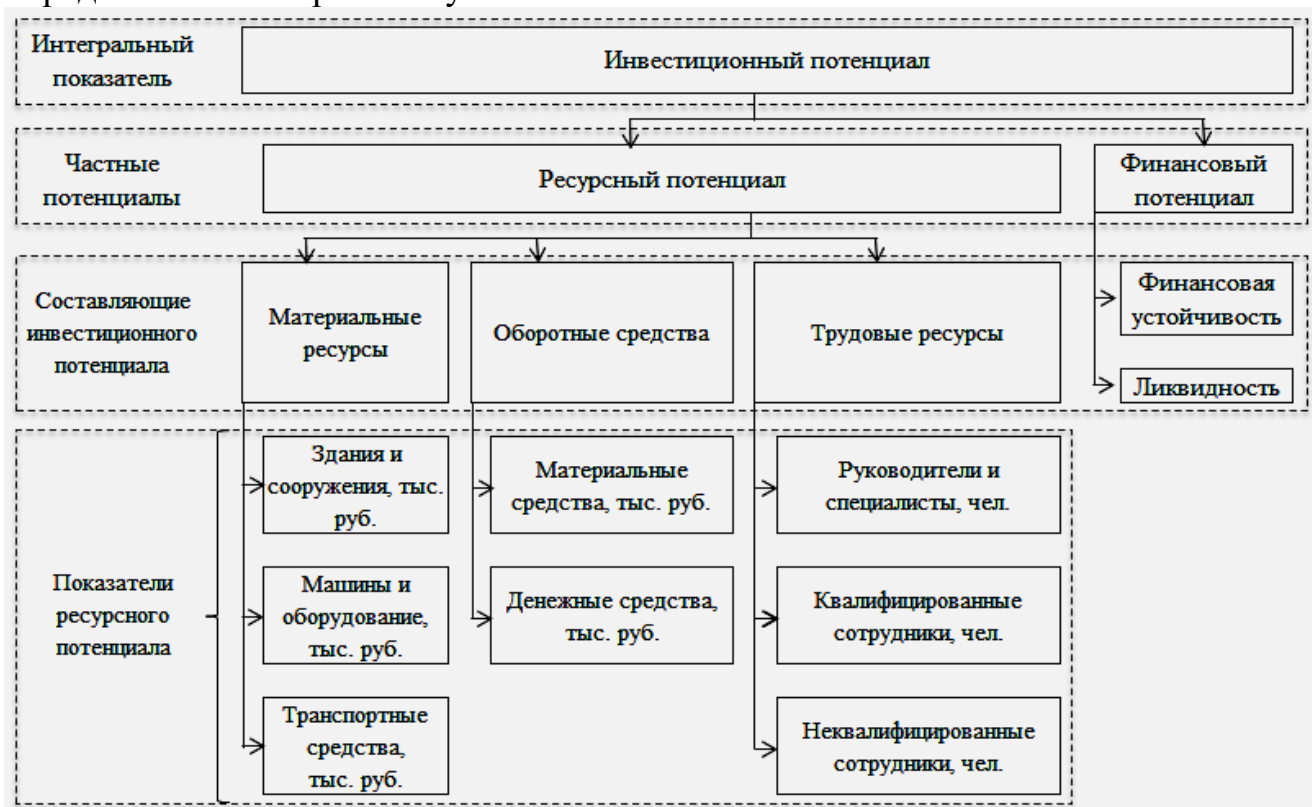 Интегральный
показатель
Инвестиционный потенциал
Частные
потенциалы
Ресурсный потенциал
Финансовый
потенциал
Составляющие
инвестиционного
потенциала
Материальные
ресурсы
Оборотные средства
Трудовые ресурсы
Финансовая
устойчивость
Ликвидность
Показатели
ресурсного
потенциала
Здания и
сооружения, тыс.
руб.
Материальные
средства, тыс. руб.
Руководители и
специалисты, чел.
Машины и
оборудование,
тыс. руб.
Денежные средства,
тыс. руб.
Квалифицированные
сотрудники, чел.
Транспортные
средства,
тыс. руб.
Неквалифицированные
сотрудники, чел.